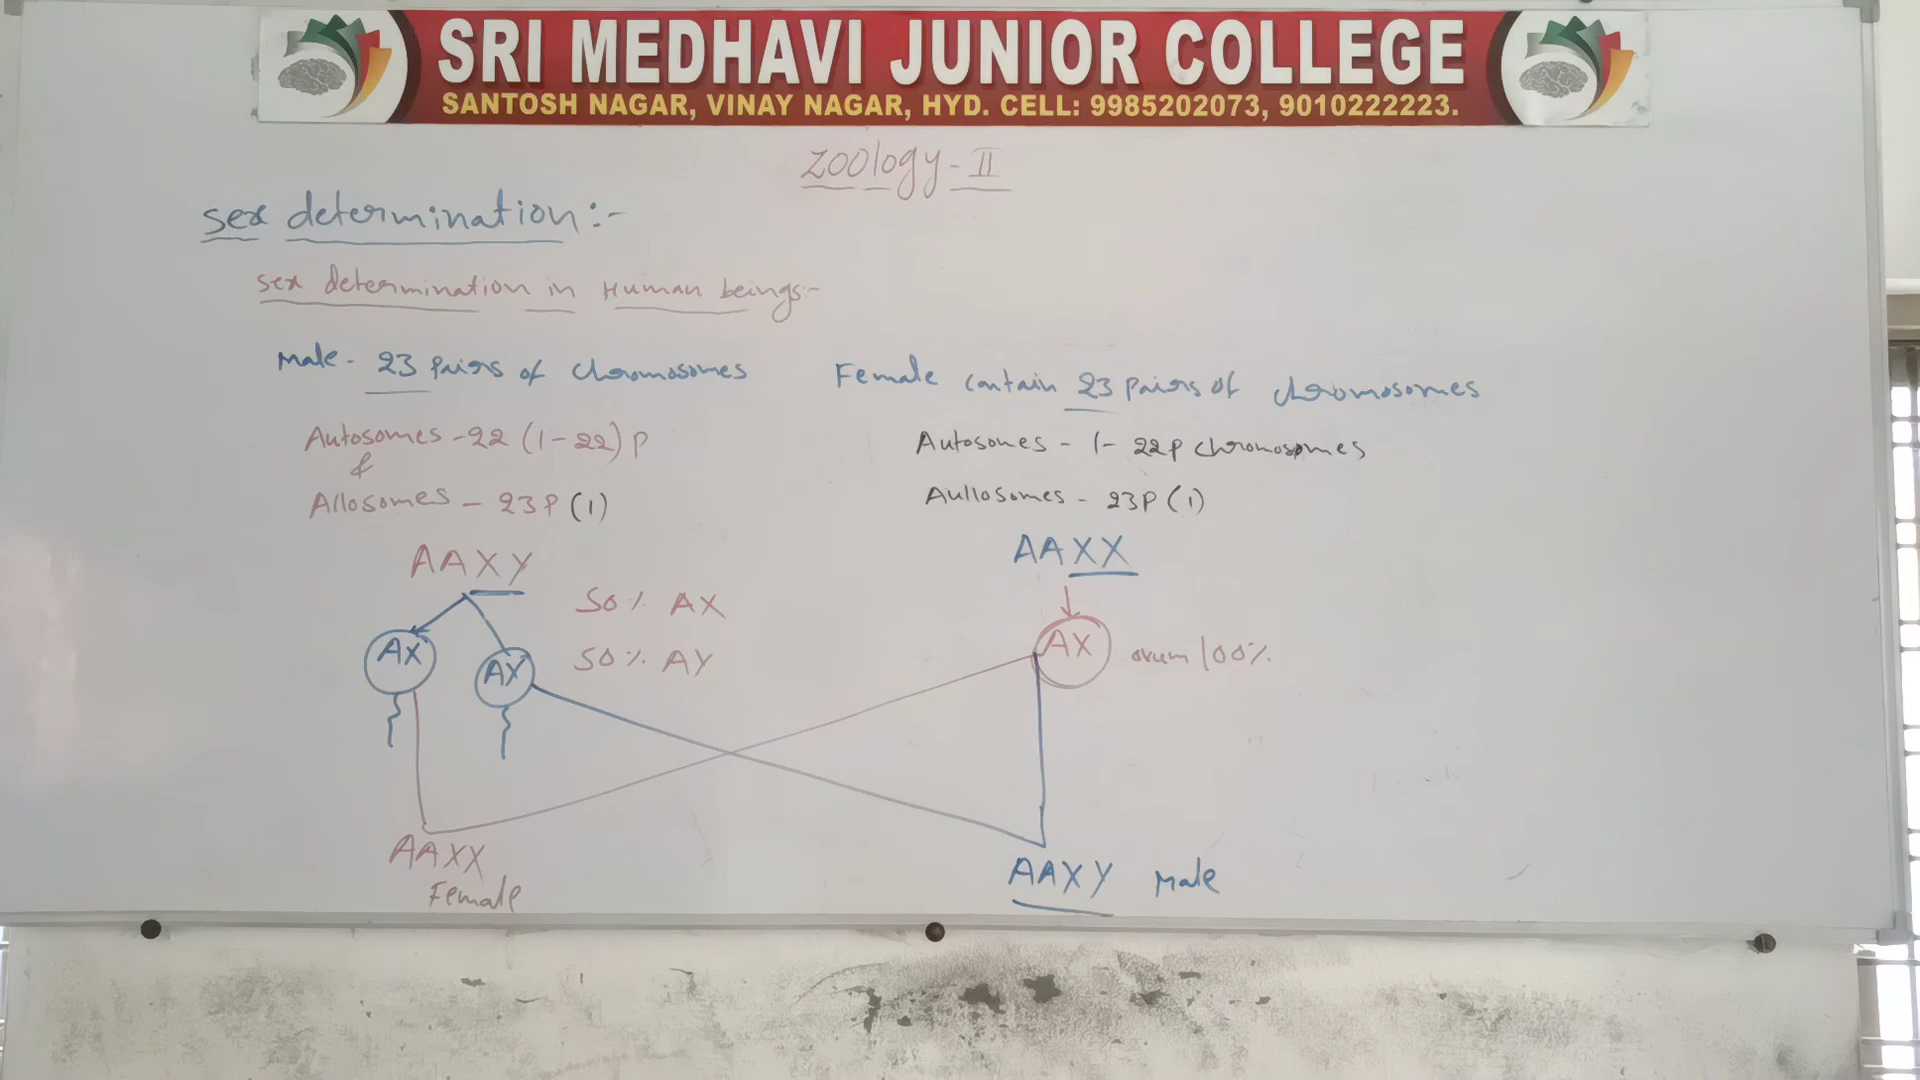 SRI MEDHAVI JUNIOR COLLEGE
SANTOSH NAGAR, VINAY NAGAR, HYD. CELL: 9985202073, 9010222223.
Zoology - II
sex determination :-
sex determination in Human beings:-
Male - 23 Pairs of chromosomes
Autosomes - 22 (1-22) P
&
Allosomes - 23P (1)
AAXY
50% AX
50% AY
AX
AY
Female contain 23 Pairs of chromosomes
Autosomes - 1- 22P chromosomes
Aullosomes - 23P (1)
AAXX
AX ovum 100%
AAXX
Female
AAXY Male